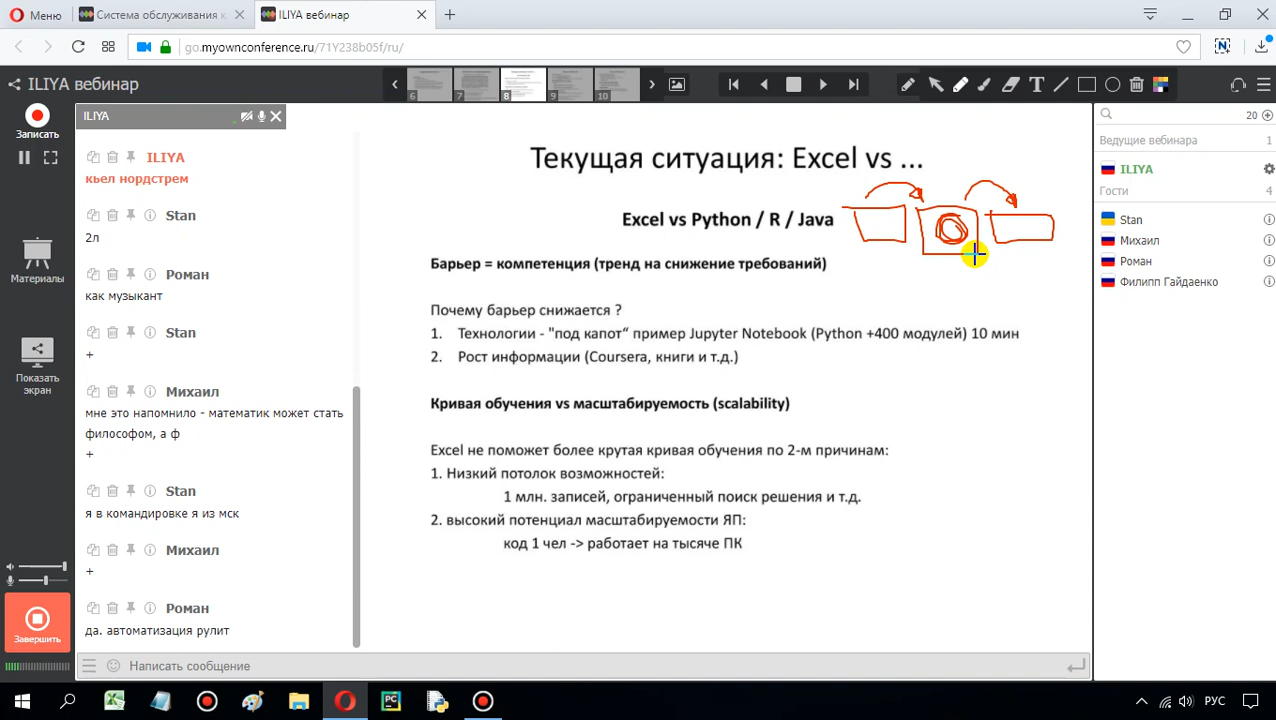 Меню
Система обслуживания к
ILIYA вебинар
go.myownconference.ru/71Y238b05f/ru/
ILIYA вебинар
6
7
8
9
10
Записать
Материалы
Показать
экран
Завершить
ILIYA
ILIYA
кьел нордстрем
Stan
2л
Роман
как музыкант
Stan
+
Михаил
мне это напомнило - математик может стать
философом, а ф
+
Stan
я в командировке я из мск
Михаил
+
Роман
да. автоматизация рулит
Написать сообщение
Текущая ситуация: Excel vs ...
Excel vs Python / R / Java
Барьер = компетенция (тренд на снижение требований)
Почему барьер снижается ?
1. Технологии - "под капот“ пример Jupyter Notebook (Python +400 модулей) 10 мин
2. Рост информации (Coursera, книги и т.д.)
Кривая обучения vs масштабируемость (scalability)
Excel не поможет более крутая кривая обучения по 2-м причинам:
1. Низкий потолок возможностей:
1 млн. записей, ограниченный поиск решения и т.д.
2. высокий потенциал масштабируемости ЯП:
код 1 чел -> работает на тысяче ПК
20
Ведущие вебинара 1
ILIYA
Гости 4
Stan
Михаил
Роман
Филипп Гайдаенко
РУС